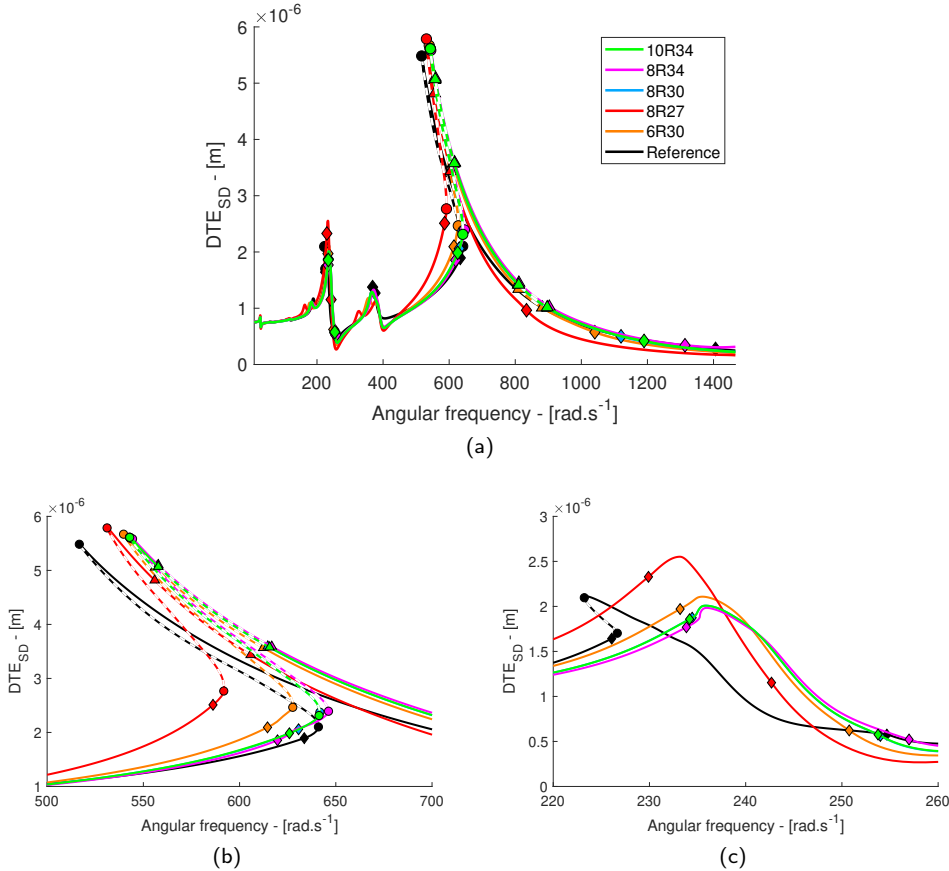 ×10⁻⁶
6
5
4
3
2
1
0
DTE_SD - [m]
200 400 600 800 1000 1200 1400
Angular frequency - [rad.s⁻¹]
10R34
8R34
8R30
8R27
6R30
Reference
(a)
×10⁻⁶
6
5
4
3
2
1
DTE_SD - [m]
500 550 600 650 700
Angular frequency - [rad.s⁻¹]
(b)
×10⁻⁶
3
2.5
2
1.5
1
0.5
0
DTE_SD - [m]
220 230 240 250 260
Angular frequency - [rad.s⁻¹]
(c)